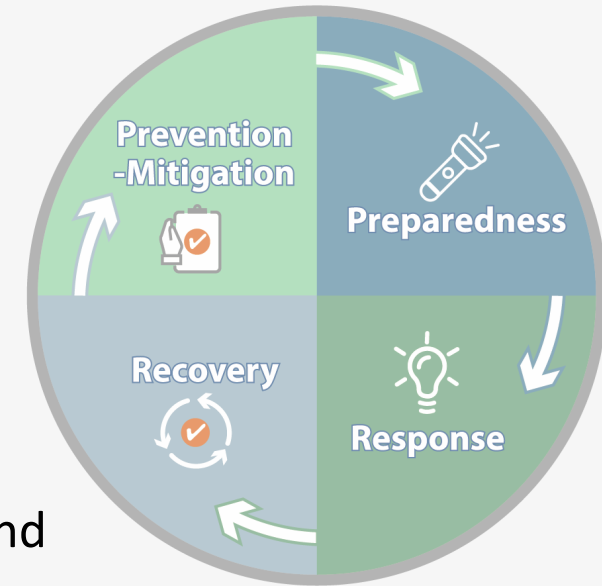 Prevention
-Mitigation
Preparedness
Recovery
Response
nd